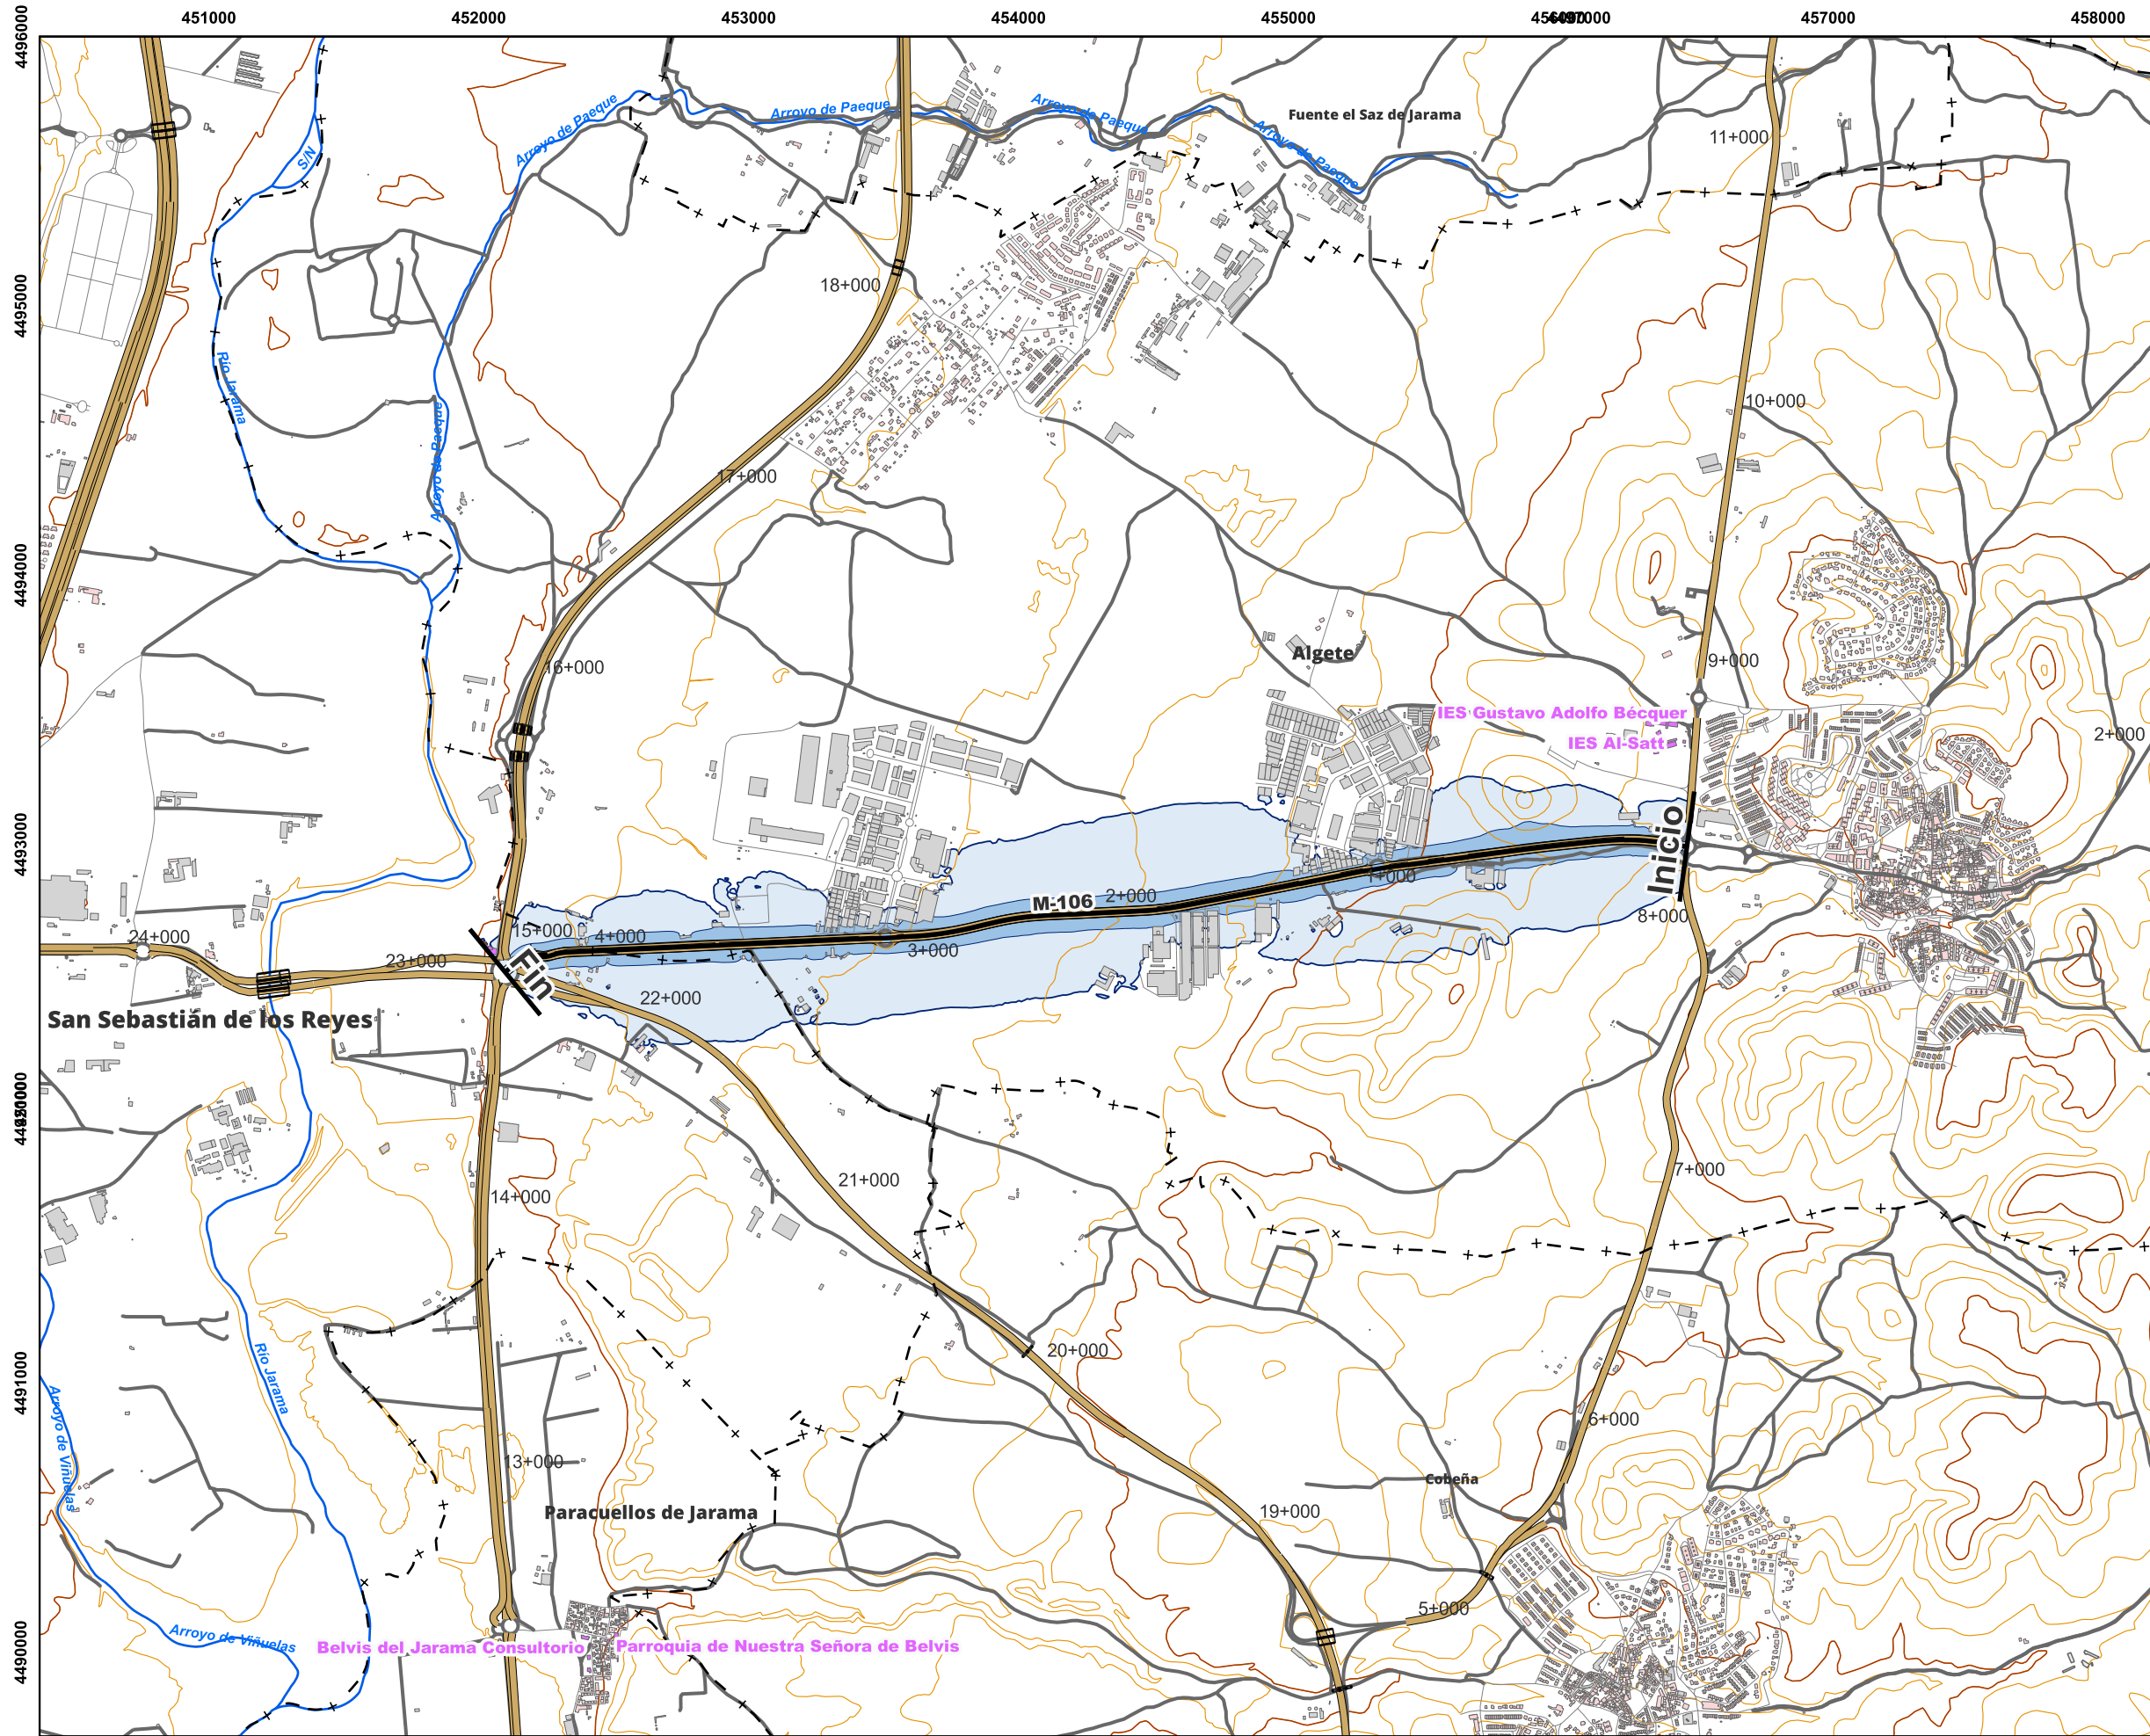 451000 452000 453000 454000 455000 456000 457000 458000
4496000
Arroyo de Paeque
Arroyo de Paeque
Arroyo de Paeque
Fuente el Saz de Jarama
Arroyo de Paeque
11+000
S/N
4495000
18+000
Río Jarama
Arroyo de Paeque
10+000
17+000
4494000
Algete
9+000
16+000
IES Gustavo Adolfo Bécquer
IES Al-Satt
2+000
4493000
Inicio
1+000
M-106
2+000
8+000
15+000
4+000
3+000
24+000
23+000
Fin
22+000
San Sebastián de los Reyes
7+000
21+000
14+000
4491000
Río Jarama
20+000
Arroyo de Viñuelas
6+000
13+000
Cobeña
Paracuellos de Jarama
19+000
5+000
4490000
Arroyo de Viñuelas
Belvis del Jarama Consultorio
Parroquia de Nuestra Señora de Belvis